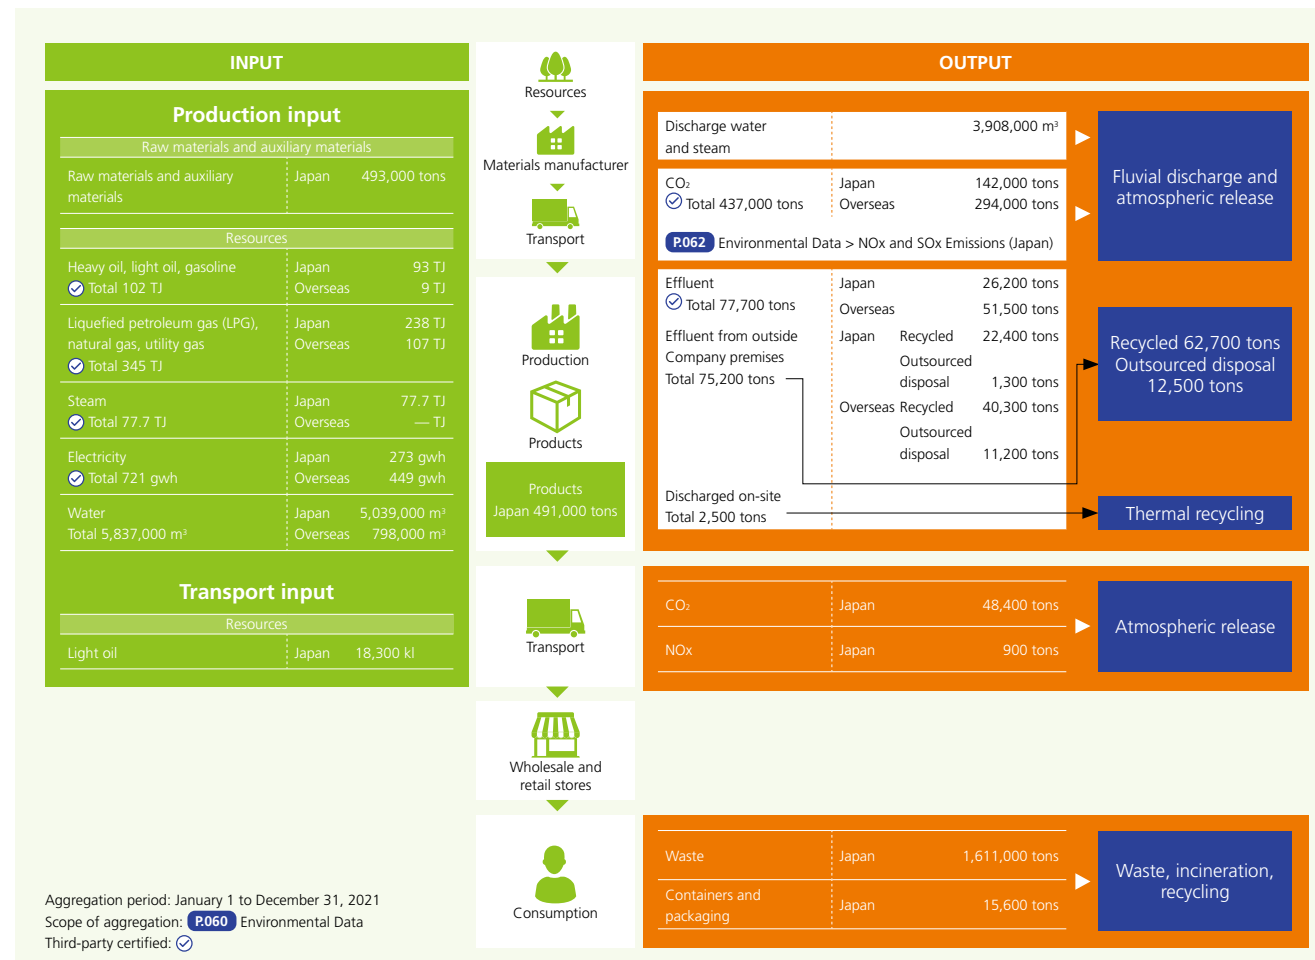 INPUT
Production input
Raw materials and auxiliary materials
Raw materials and auxiliary Japan 493,000 tons
materials
Resources
Heavy oil, light oil, gasoline Japan 93 TJ
Total 102 TJ Overseas 9 TJ
Liquefied petroleum gas (LPG), Japan 238 TJ
natural gas, utility gas Overseas 107 TJ
Total 345 TJ
Steam Japan 77.7 TJ
Total 77.7 TJ Overseas — TJ
Electricity Japan 273 gwh
Total 721 gwh Overseas 449 gwh
Water Japan 5,039,000 m³
Total 5,837,000 m³ Overseas 798,000 m³
Transport input
Resources
Light oil Japan 18,300 kl
Resources
Materials manufacturer
Transport
Production
Products
Products
Japan 491,000 tons
Transport
Wholesale and
retail stores
Consumption
OUTPUT
Discharge water 3,908,000 m³
and steam
CO₂ Japan 142,000 tons
Total 437,000 tons Overseas 294,000 tons
P.062 Environmental Data > NOx and SOx Emissions (Japan)
Fluvial discharge and
atmospheric release
Effluent Japan 26,200 tons
Total 77,700 tons
Overseas 51,500 tons
Effluent from outside Japan Recycled 22,400 tons
Company premises Outsourced
Total 75,200 tons disposal 1,300 tons
Overseas Recycled 40,300 tons
Outsourced
disposal 11,200 tons
Discharged on-site
Total 2,500 tons
Recycled 62,700 tons
Outsourced disposal
12,500 tons
Thermal recycling
CO₂ Japan 48,400 tons
NOx Japan 900 tons
Atmospheric release
Waste Japan 1,611,000 tons
Containers and Japan 15,600 tons
packaging
Waste, incineration,
recycling
Aggregation period: January 1 to December 31, 2021
Scope of aggregation: P.060 Environmental Data
Third-party certified: